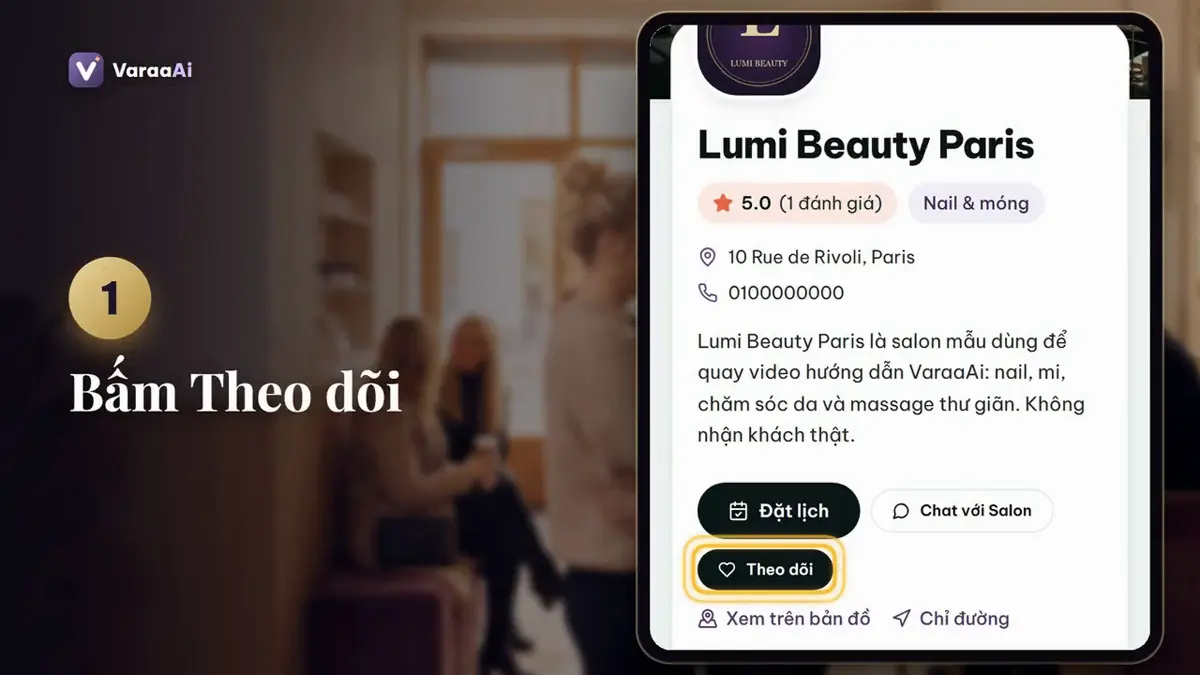 VaraaAi
1
Bấm Theo dõi
LUMI BEAUTY
Lumi Beauty Paris
5.0 (1 đánh giá)
Nail & móng
10 Rue de Rivoli, Paris
0100000000
Lumi Beauty Paris là salon mẫu dùng để
quay video hướng dẫn VaraaAi: nail, mi,
chăm sóc da và massage thư giãn. Không
nhận khách thật.
Đặt lịch
Chat với Salon
Theo dõi
Xem trên bản đồ
Chỉ đường